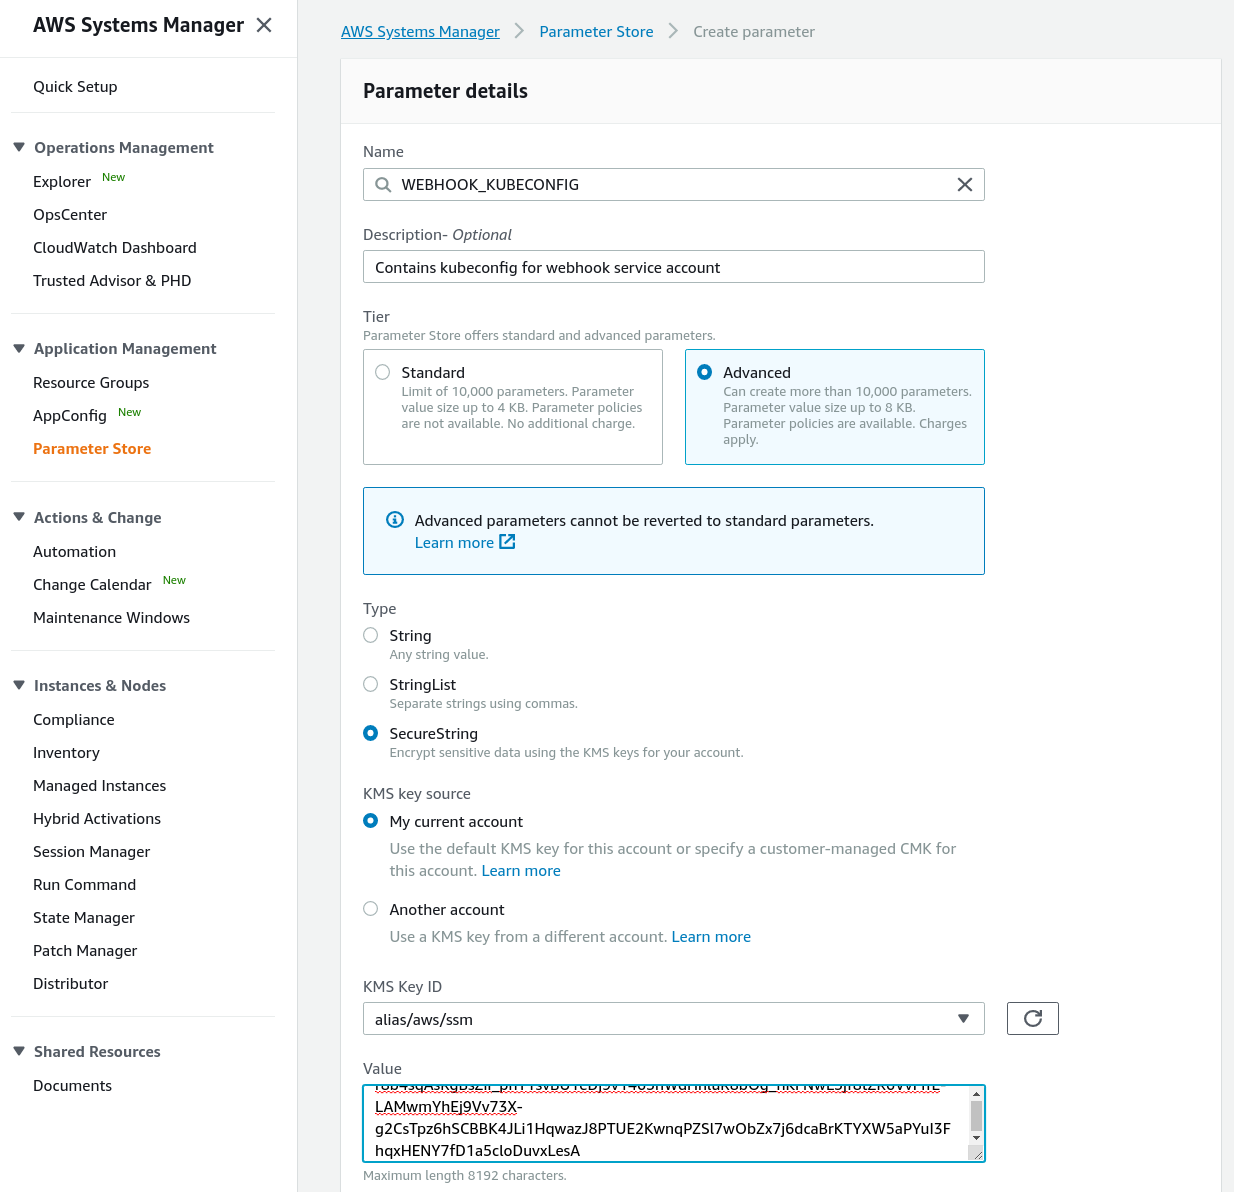 AWS Systems Manager
Quick Setup
Operations Management
Explorer New
OpsCenter
CloudWatch Dashboard
Trusted Advisor & PHD
Application Management
Resource Groups
AppConfig New
Parameter Store
Actions & Change
Automation
Change Calendar New
Maintenance Windows
Instances & Nodes
Compliance
Inventory
Managed Instances
Hybrid Activations
Session Manager
Run Command
State Manager
Patch Manager
Distributor
Shared Resources
Documents
AWS Systems Manager > Parameter Store > Create parameter
Parameter details
Name
WEBHOOK_KUBECONFIG
Description- Optional
Contains kubeconfig for webhook service account
Tier
Parameter Store offers standard and advanced parameters.
Standard
Limit of 10,000 parameters. Parameter
value size up to 4 KB. Parameter policies
are not available. No additional charge.
Advanced
Can create more than 10,000 parameters.
Parameter value size up to 8 KB.
Parameter policies are available. Charges
apply.
Advanced parameters cannot be reverted to standard parameters.
Learn more
Type
String
Any string value.
StringList
Separate strings using commas.
SecureString
Encrypt sensitive data using the KMS keys for your account.
KMS key source
My current account
Use the default KMS key for this account or specify a customer-managed CMK for
this account. Learn more
Another account
Use a KMS key from a different account. Learn more
KMS Key ID
alias/aws/ssm
Value
LAMwmYhEj9Vv73X-
g2CsTpz6hSCBBK4JLi1HqwazJ8PTUE2KwnqPZSl7wObZx7j6dcaBrKTYXW5aPYuI3F
hqxHENY7fD1a5cloDuvxLesA
Maximum length 8192 characters.